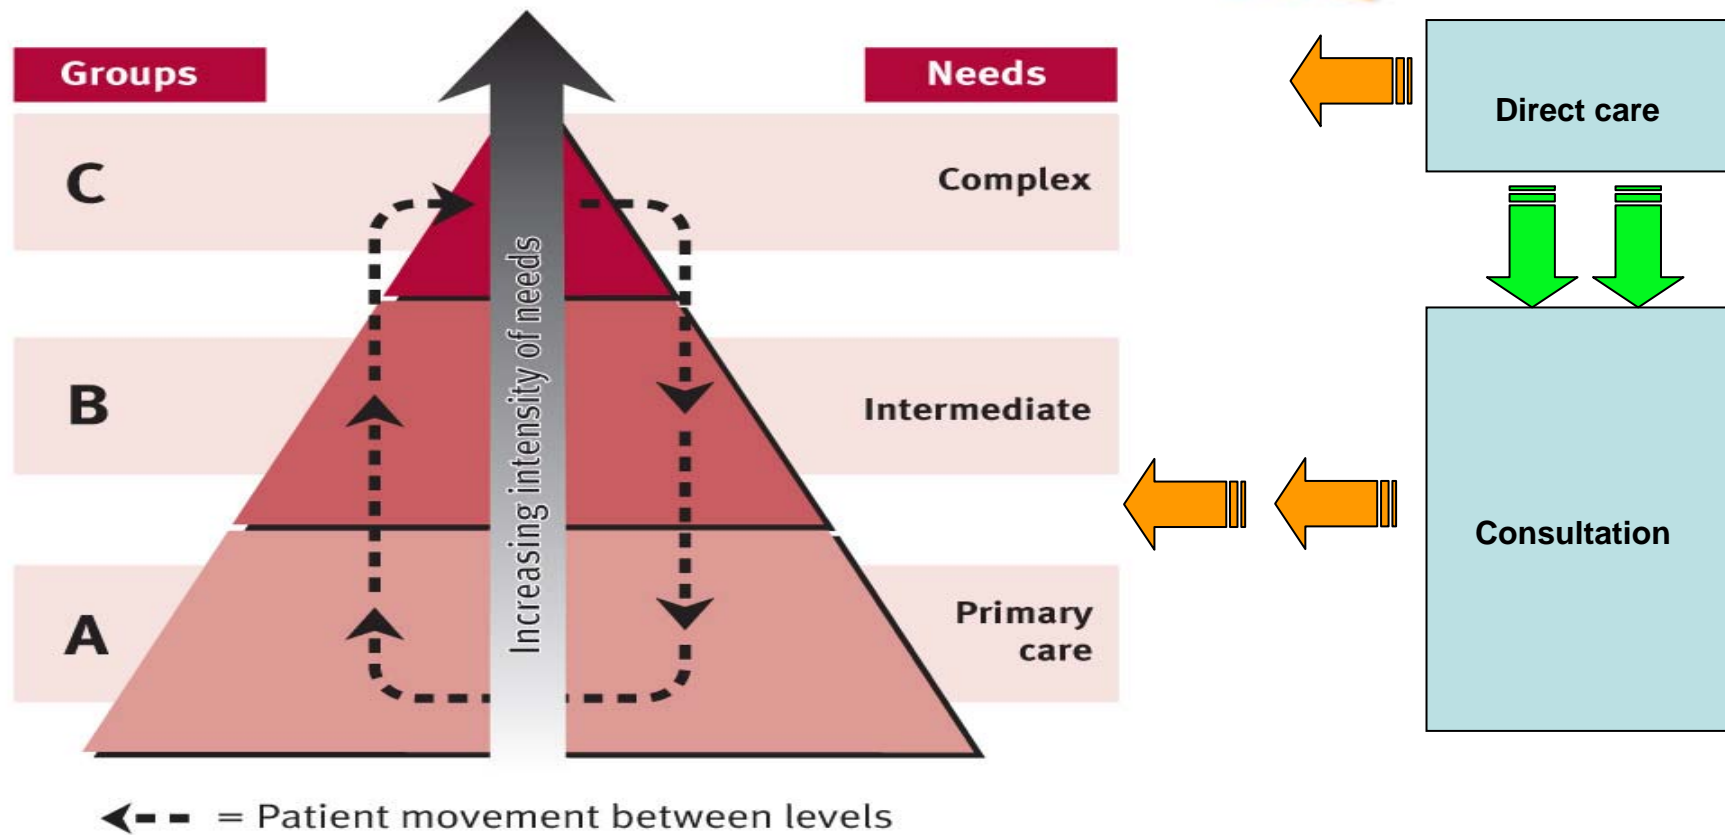 Groups
Needs
Direct care
C
Complex
Increasing intensity of needs
B
Intermediate
Consultation
A
Primary
care
= Patient movement between levels